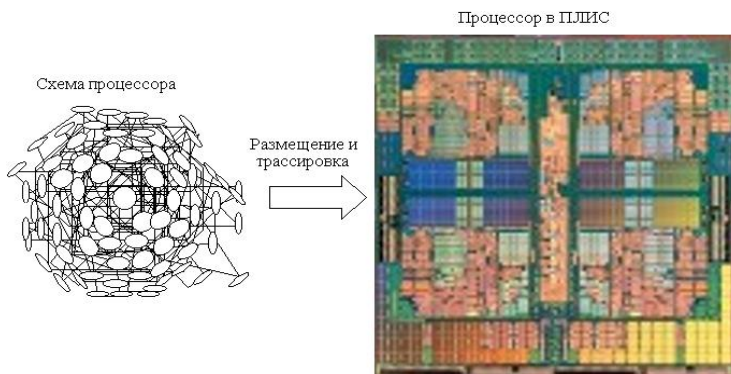 Процессор в ПЛИС
Схема процессора
Размещение и
трассировка